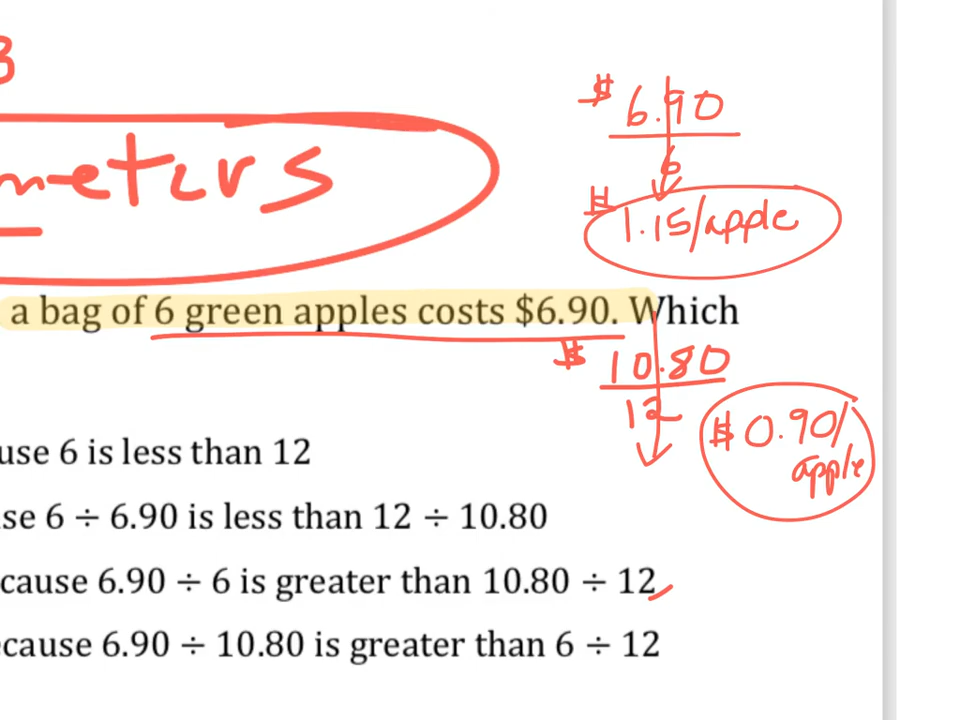 3
meters
$ 6.90
6
$ 1.15/apple
a bag of 6 green apples costs $6.90. Which
$ 10.80
12
$ 0.90/
apple
use 6 is less than 12
se 6 ÷ 6.90 is less than 12 ÷ 10.80
cause 6.90 ÷ 6 is greater than 10.80 ÷ 12
ecause 6.90 ÷ 10.80 is greater than 6 ÷ 12